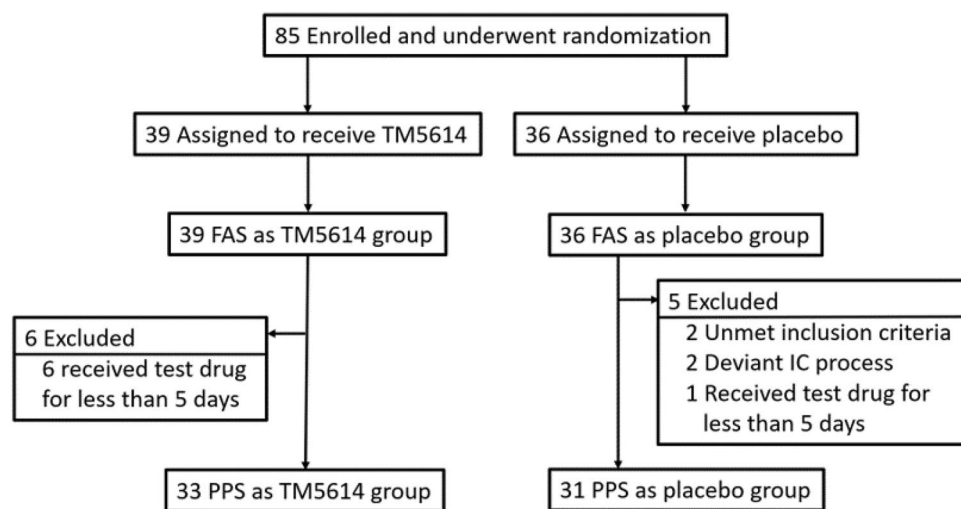 85 Enrolled and underwent randomization
39 Assigned to receive TM5614
36 Assigned to receive placebo
39 FAS as TM5614 group
36 FAS as placebo group
6 Excluded
6 received test drug
for less than 5 days
5 Excluded
2 Unmet inclusion criteria
2 Deviant IC process
1 Received test drug for
less than 5 days
33 PPS as TM5614 group
31 PPS as placebo group